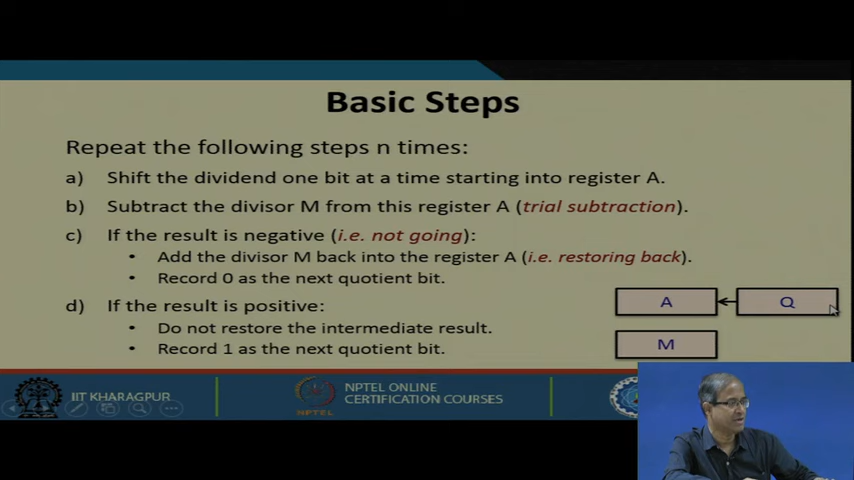 Basic Steps
Repeat the following steps n times:
a) Shift the dividend one bit at a time starting into register A.
b) Subtract the divisor M from this register A (trial subtraction).
c) If the result is negative (i.e. not going):
• Add the divisor M back into the register A (i.e. restoring back).
• Record 0 as the next quotient bit.
d) If the result is positive:
• Do not restore the intermediate result.
• Record 1 as the next quotient bit.
A
Q
M
IIT KHARAGPUR
NPTEL
NPTEL ONLINE
CERTIFICATION COURSES